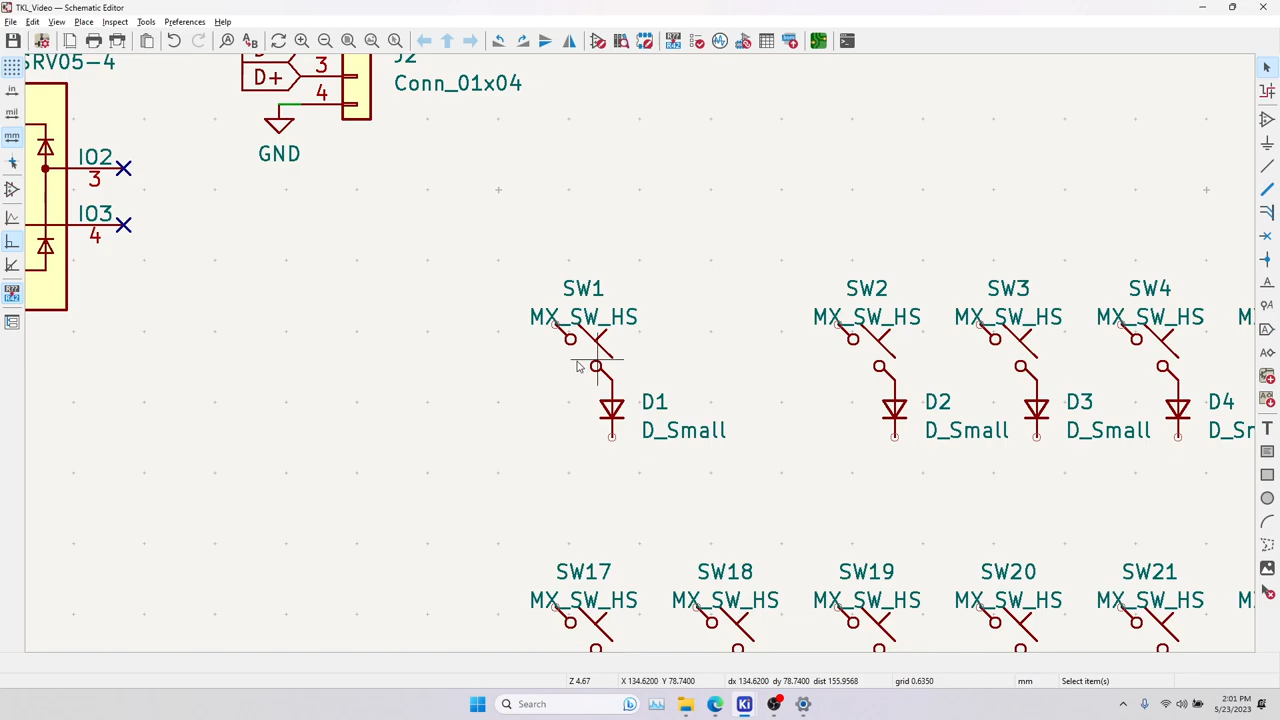 TKL_Video — Schematic Editor
File Edit View Place Inspect Tools Preferences Help
in
mil
mm
SRV05-4
IO2
3
IO3
4
3
D+
4
GND
J2
Conn_01x04
SW1
MX_SW_HS
D1
D_Small
SW2
MX_SW_HS
D2
D_Small
SW3
MX_SW_HS
D3
D_Small
SW4
MX_SW_HS
D4
SW17
MX_SW_HS
SW18
MX_SW_HS
SW19
MX_SW_HS
SW20
MX_SW_HS
SW21
MX_SW_HS
Z 4.67
X 134.6200 Y 78.7400
dx 134.6200 dy 78.7400 dist 155.9568
grid 0.6350
mm
Select item(s)
Search
2:01 PM
5/23/2023